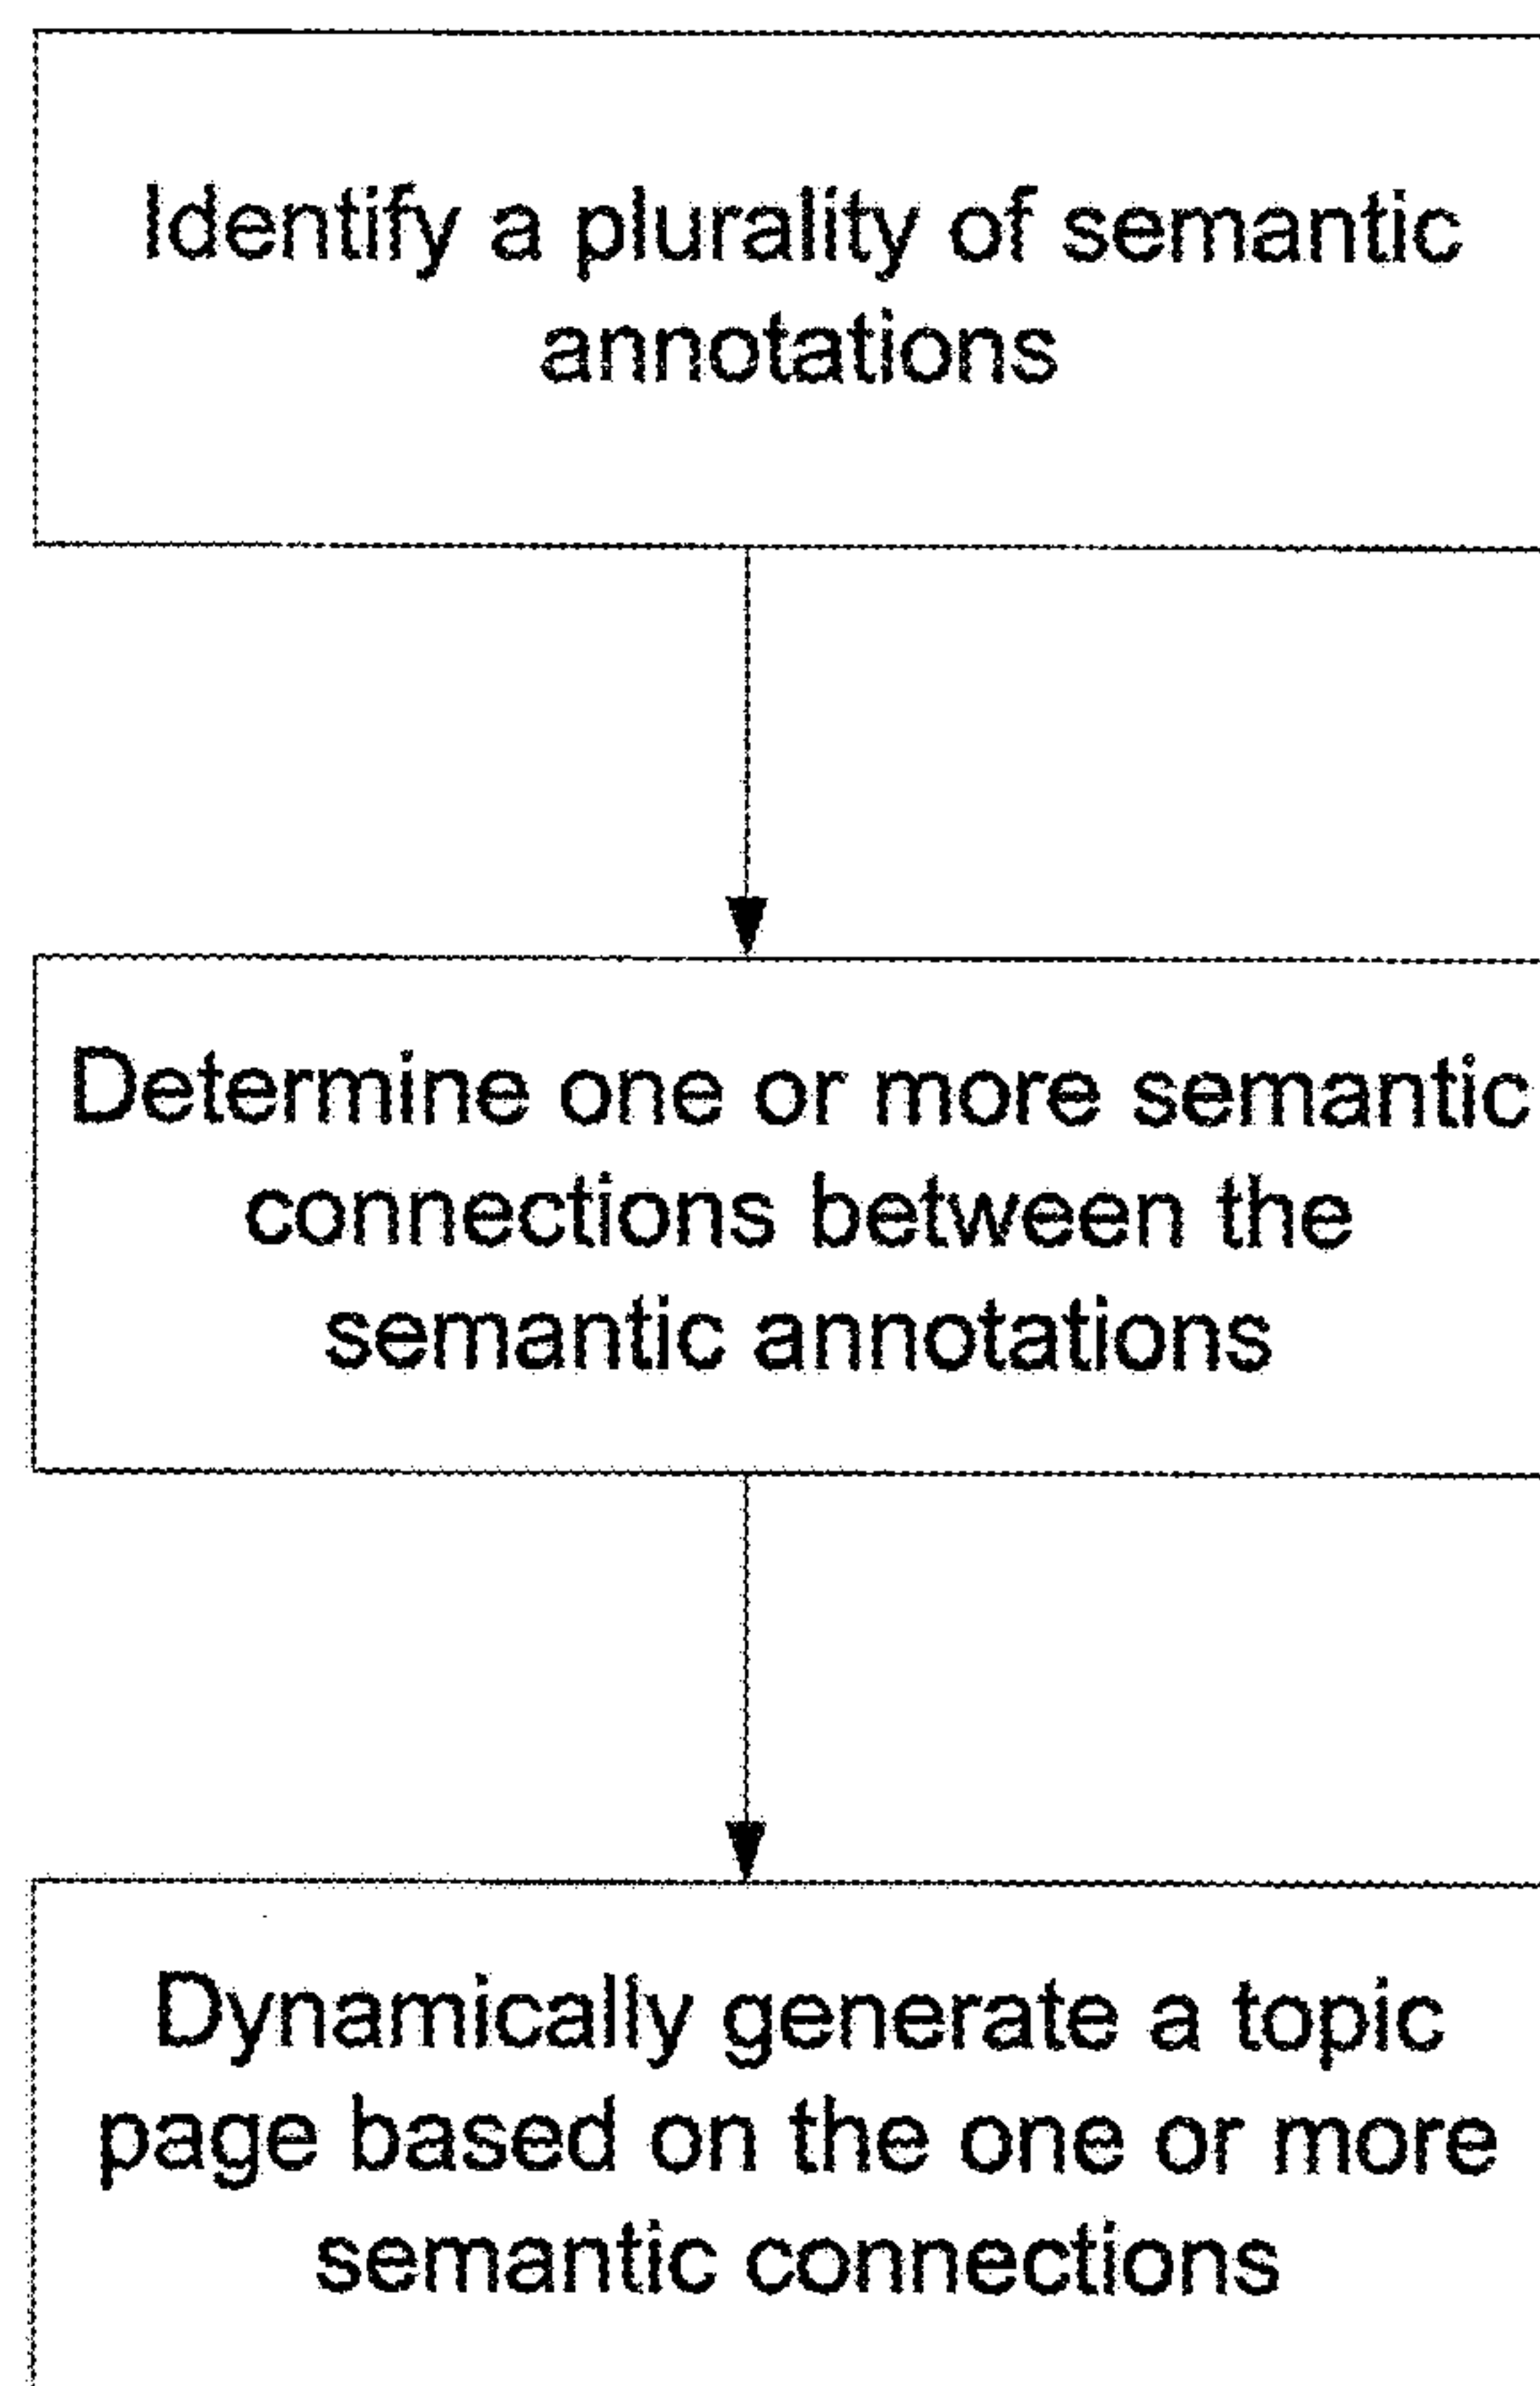 Identify a plurality of semantic
annotations
Determine one or more semantic
connections between the
semantic annotations
Dynamically generate a topic
page based on the one or more
semantic connections